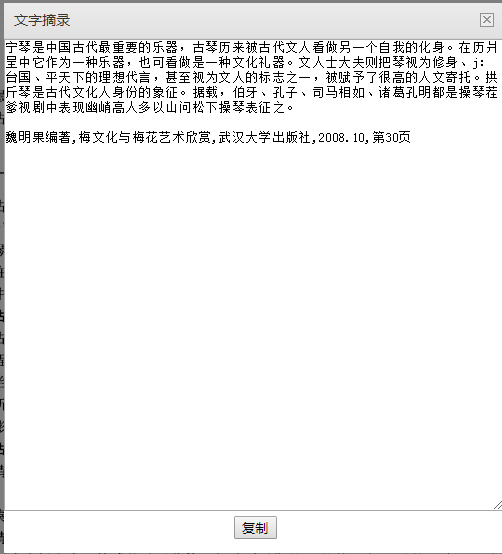 文字摘录
宁琴是中国古代最重要的乐器，古琴历来被古代文人看做另一个自我的化身。在历爿
呈中它作为一种乐器，也可看做是一种文化礼器。文人士大夫则把琴视为修身、j：
台国、平天下的理想代言，甚至视为文人的标志之一，被赋予了很高的人文寄托。拱
斤琴是古代文化人身份的象征。据载，伯牙、孔子、司马相如、诸葛孔明都是操琴茬
爹视剧中表现幽峭高人多以山问松下操琴表征之。
魏明果编著,梅文化与梅花艺术欣赏,武汉大学出版社,2008.10,第30页
复制